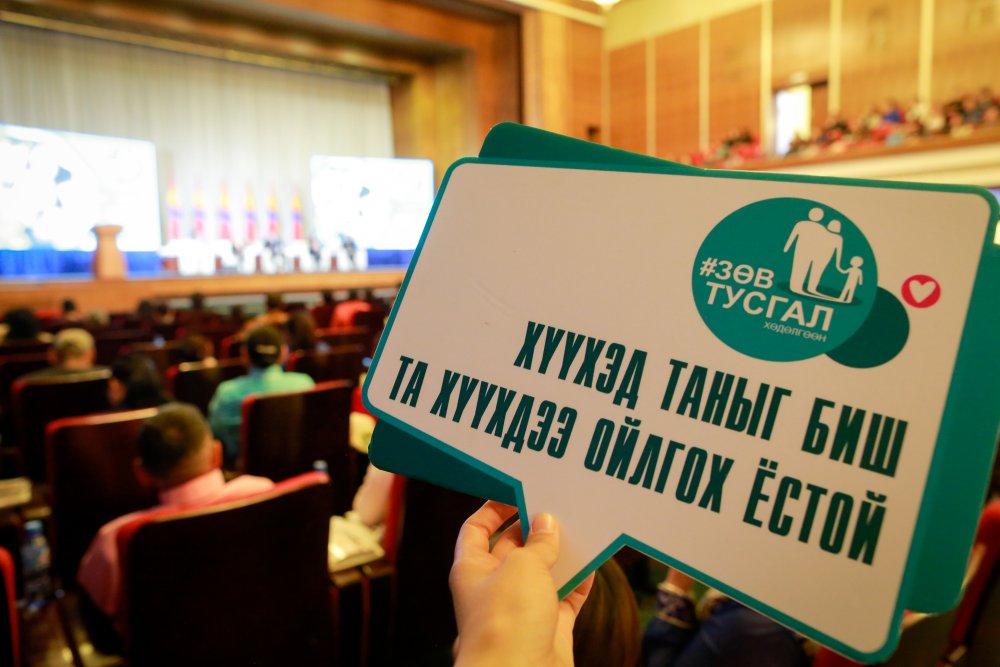 #ЗӨВ
ТУСГАЛ
ХӨДӨЛГӨӨН
ХҮҮХЭД ТАНЫГ БИШ
ТА ХҮҮХДЭЭ ОЙЛГОХ ЁСТОЙ